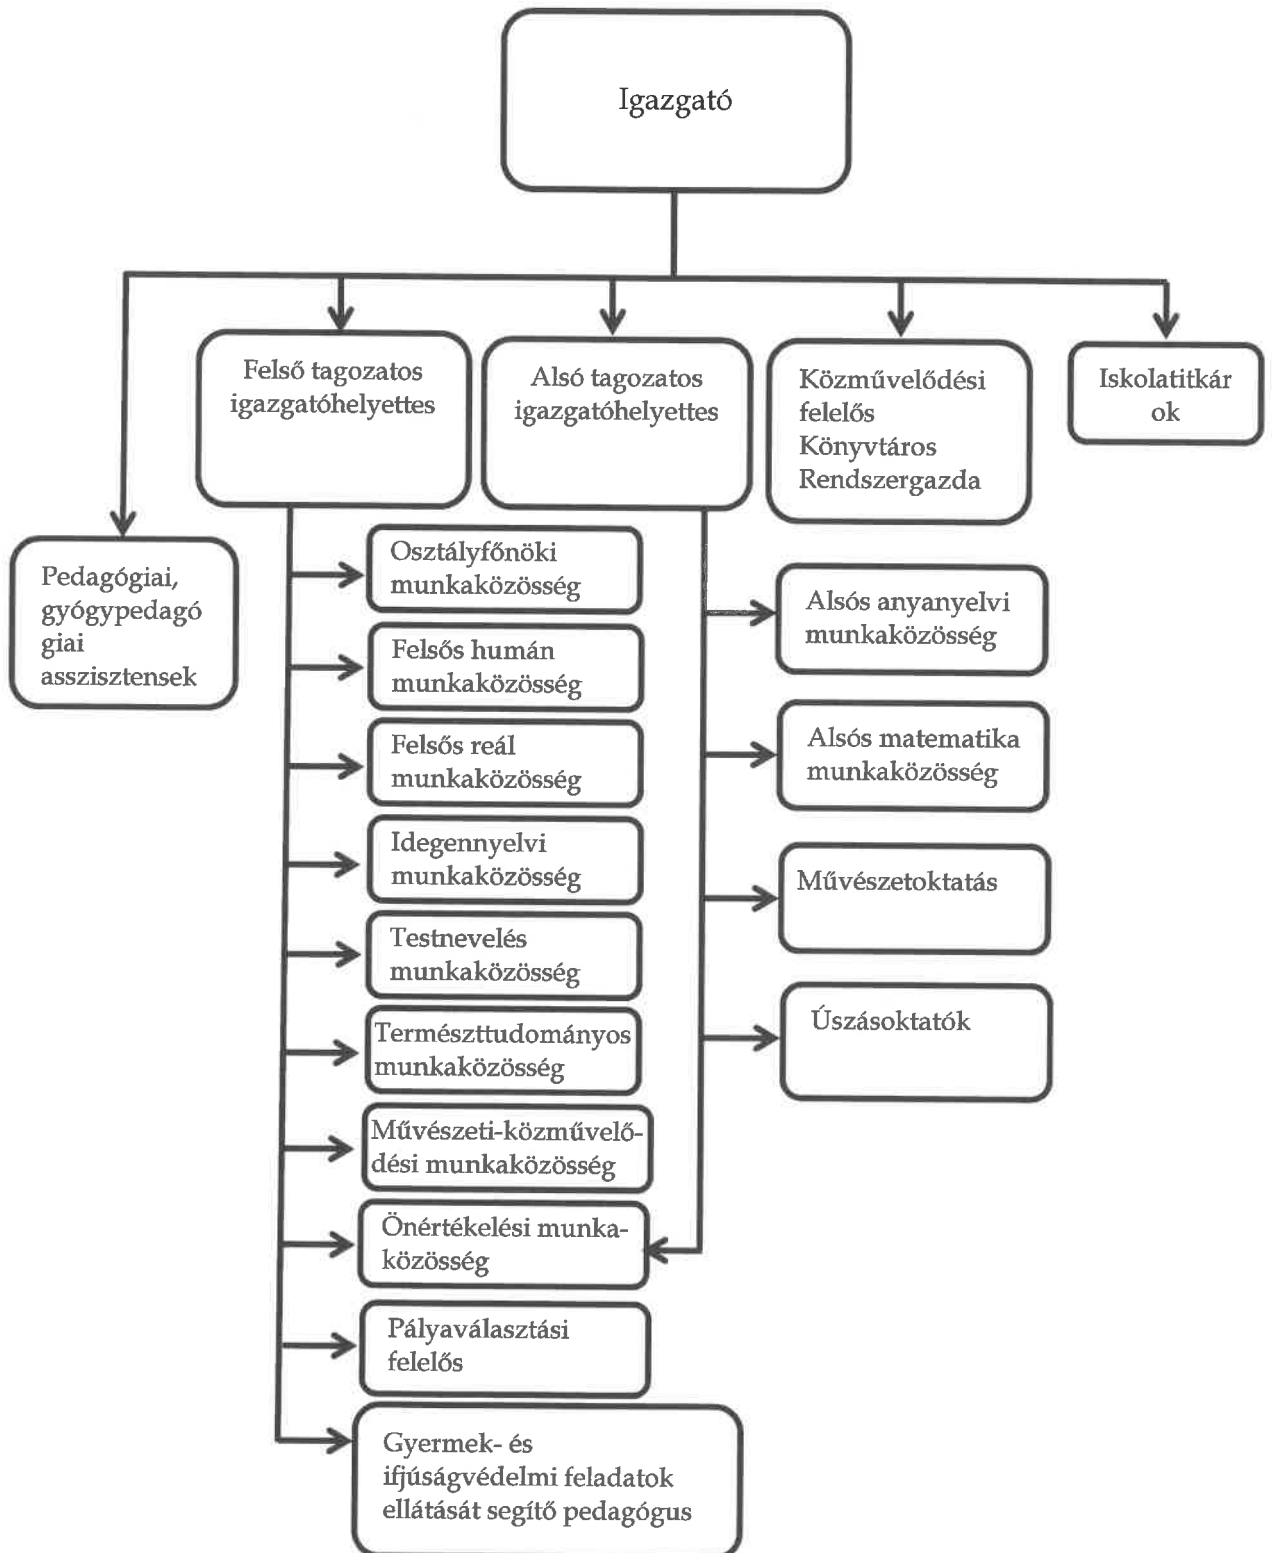 Igazgató
Felső tagozatos
igazgatóhelyettes
Alsó tagozatos
igazgatóhelyettes
Közművelődési
felelős
Könyvtáros
Rendszergazda
Iskolatitkár
ok
Pedagógiai,
gyógypedagó
giai
asszisztensek
Osztályfőnöki
munkaközösség
Felsős humán
munkaközösség
Felsős reál
munkaközösség
Idegennyelvi
munkaközösség
Testnevelés
munkaközösség
Természttudományos
munkaközösség
Művészeti-közművelő-
dési munkaközösség
Önértékelési munka-
közösség
Pályaválasztási
felelős
Gyermek- és
ifjúságvédelmi feladatok
ellátását segítő pedagógus
Alsós anyanyelvi
munkaközösség
Alsós matematika
munkaközösség
Művészetoktatás
Úszásoktatók